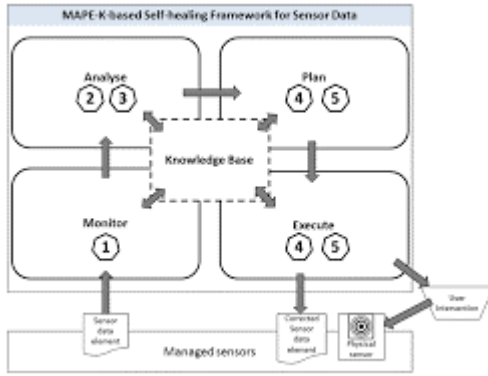 MAPE-K-based Self-healing Framework for Sensor Data
Analyse
2 3
Plan
4 5
Knowledge Base
Monitor
1
Execute
4 5
User
Intervention
Sensor
data
element
Corrected
Sensor
data
element
Physical
sensor
Managed sensors